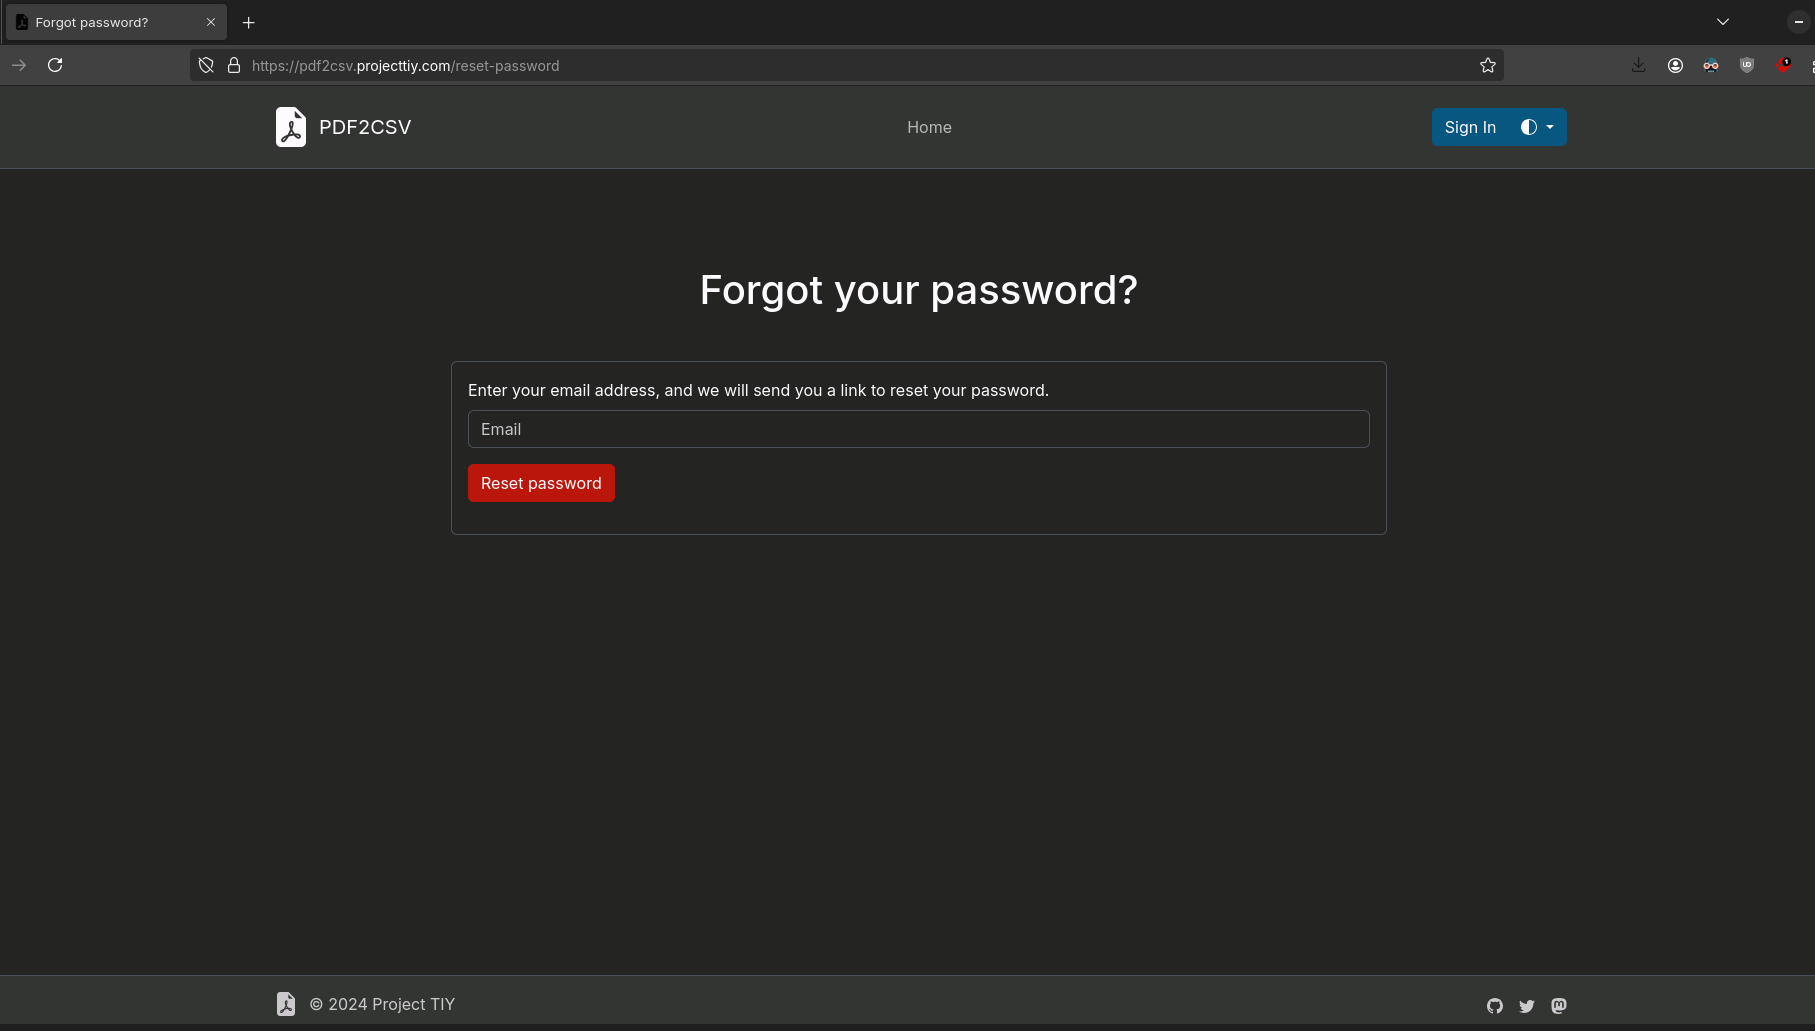 Forgot password?
https://pdf2csv.projecttiy.com/reset-password
1
PDF2CSV
Home
Sign In
Forgot your password?
Enter your email address, and we will send you a link to reset your password.
Email
Reset password
© 2024 Project TIY